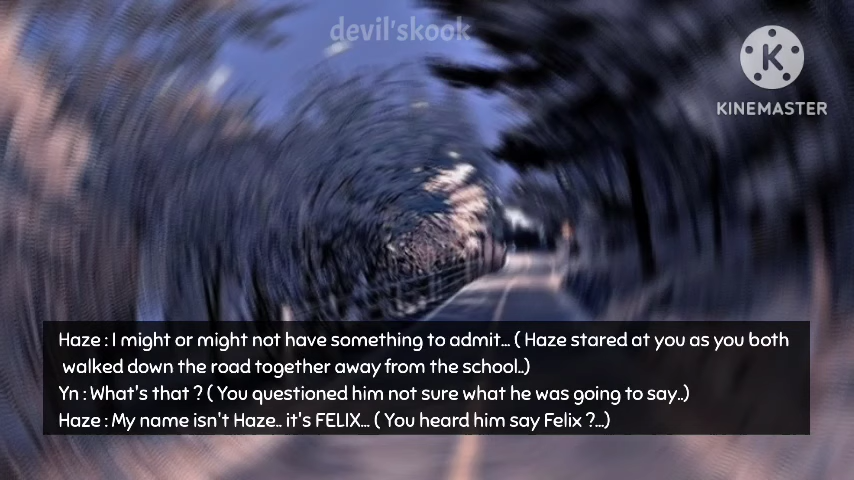 devil'skook
KINEMASTER
Haze : I might or might not have something to admit... ( Haze stared at you as you both
walked down the road together away from the school..)
Yn : What's that ? ( You questioned him not sure what he was going to say..)
Haze : My name isn't Haze.. it's FELIX... ( You heard him say Felix ?...)